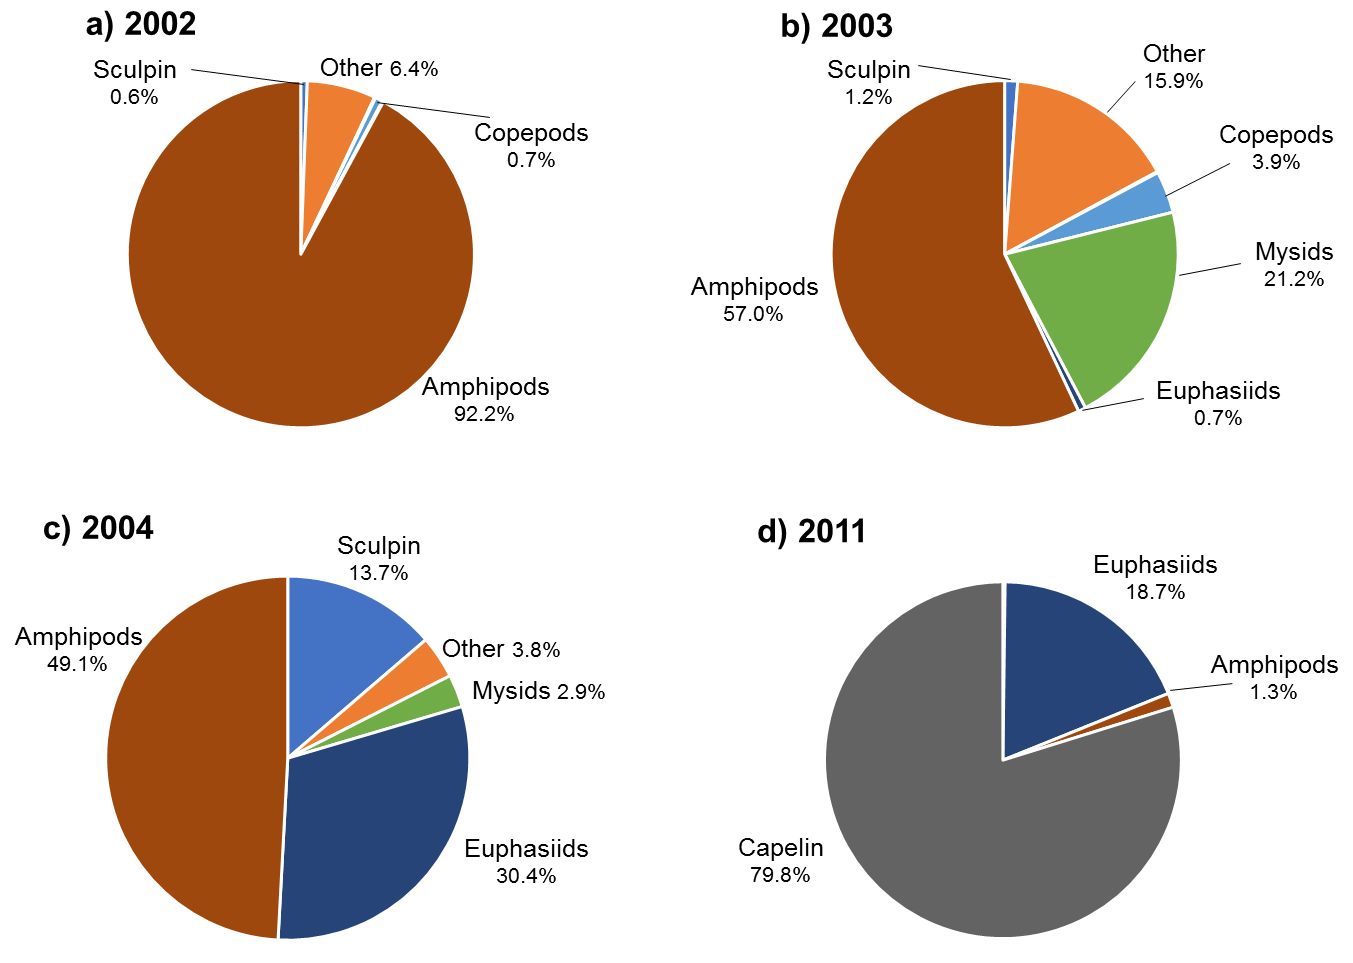 a) 2002
Sculpin
0.6%
Other 6.4%
Copepods
0.7%
Amphipods
92.2%
b) 2003
Sculpin
1.2%
Other
15.9%
Copepods
3.9%
Mysids
21.2%
Euphasiids
0.7%
Amphipods
57.0%
c) 2004
Sculpin
13.7%
Other 3.8%
Mysids 2.9%
Euphasiids
30.4%
Amphipods
49.1%
d) 2011
Euphasiids
18.7%
Amphipods
1.3%
Capelin
79.8%